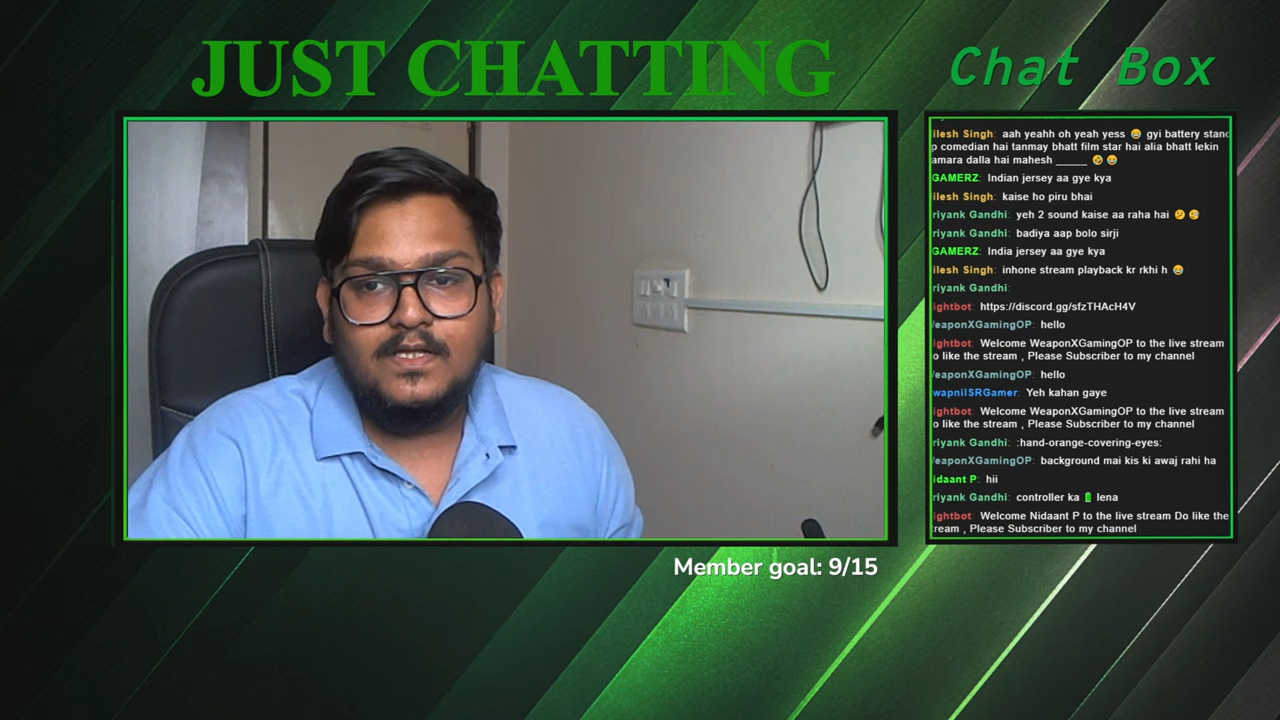 JUST CHATTING
Chat Box
ilesh Singh: aah yeahh oh yeah yess 😂 gyi battery stand
p comedian hai tanmay bhatt film star hai alia bhatt lekin
amara dalla hai mahesh _____ 🤣 😂
GAMERZ: Indian jersey aa gye kya
ilesh Singh: kaise ho piru bhai
riyank Gandhi: yeh 2 sound kaise aa raha hai 🤔 🧐
riyank Gandhi: badiya aap bolo sirji
GAMERZ: India jersey aa gye kya
ilesh Singh: inhone stream playback kr rkhi h 😂
riyank Gandhi:
ightbot: https://discord.gg/sfzTHAcH4V
eaponXGamingOP: hello
ightbot: Welcome WeaponXGamingOP to the live stream
o like the stream , Please Subscriber to my channel
eaponXGamingOP: hello
wapnilSRGamer: Yeh kahan gaye
ightbot: Welcome WeaponXGamingOP to the live stream
o like the stream , Please Subscriber to my channel
riyank Gandhi: :hand-orange-covering-eyes:
eaponXGamingOP: background mai kis ki awaj rahi ha
idaant P: hii
riyank Gandhi: controller ka 🔋 lena
ightbot: Welcome Nidaant P to the live stream Do like the
ream , Please Subscriber to my channel
Member goal: 9/15